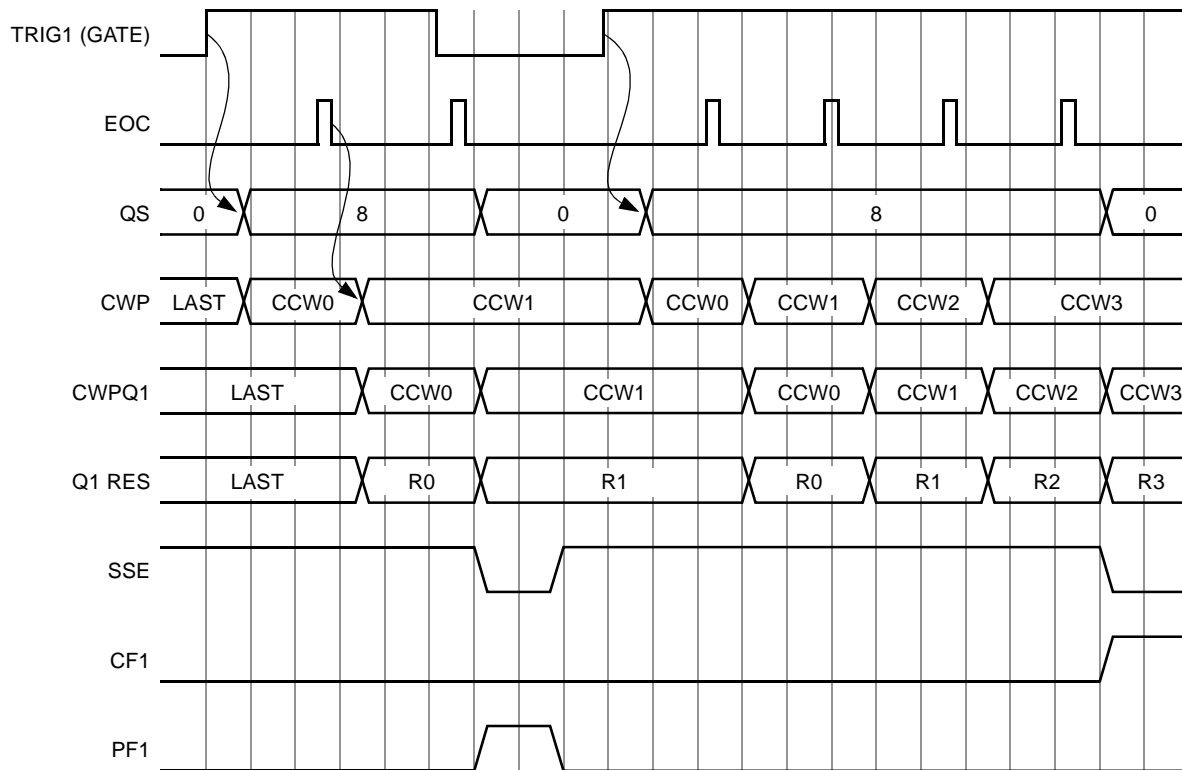 TRIG1 (GATE)
EOC
QS 0 8 0 8 0
CWP LAST CCW0 CCW1 CCW0 CCW1 CCW2 CCW3
CWPQ1 LAST CCW0 CCW1 CCW0 CCW1 CCW2 CCW3
Q1 RES LAST R0 R1 R0 R1 R2 R3
SSE
CF1
PF1